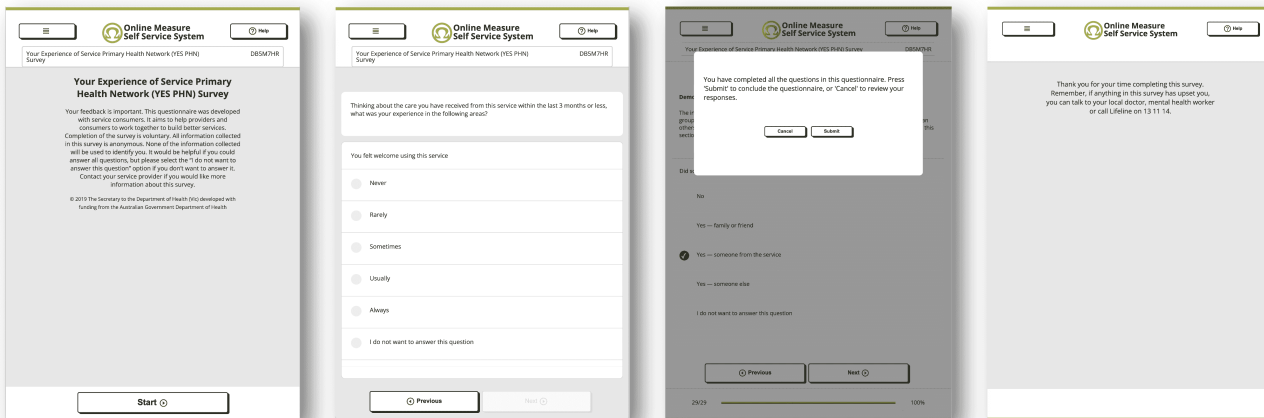 Online Measure
Self Service System
Help
Your Experience of Service Primary Health Network (YES PHN)
Survey
DB5M7HR
Your Experience of Service Primary
Health Network (YES PHN) Survey
Your feedback is important. This questionnaire was developed
with service consumers. It aims to help providers and
consumers to work together to build better services.
Completion of the survey is voluntary. All information collected
in this survey is anonymous. None of the information collected
will be used to identify you. It would be helpful if you could
answer all questions, but please select the "I do not want to
answer this question" option if you don't want to answer it.
Contact your service provider if you would like more
information about this survey.
© 2019 The Secretary to the Department of Health (Vic) developed with
funding from the Australian Government Department of Health
Start
Online Measure
Self Service System
Help
Your Experience of Service Primary Health Network (YES PHN)
Survey
DB5M7HR
Thinking about the care you have received from this service within the last 3 months or less,
what was your experience in the following areas?
You felt welcome using this service
Never
Rarely
Sometimes
Usually
Always
I do not want to answer this question
Previous
Next
Online Measure
Self Service System
Help
Your Experience of Service Primary Health Network (YES PHN) Survey
DB5M7HR
You have completed all the questions in this questionnaire. Press
'Submit' to conclude the questionnaire, or 'Cancel' to review your
responses.
Cancel
Submit
No
Yes — family or friend
Yes — someone from the service
Yes — someone else
I do not want to answer this question
Previous
Next
29/29
100%
Online Measure
Self Service System
Help
Thank you for your time completing this survey.
Remember, if anything in this survey has upset you,
you can talk to your local doctor, mental health worker
or call Lifeline on 13 11 14.